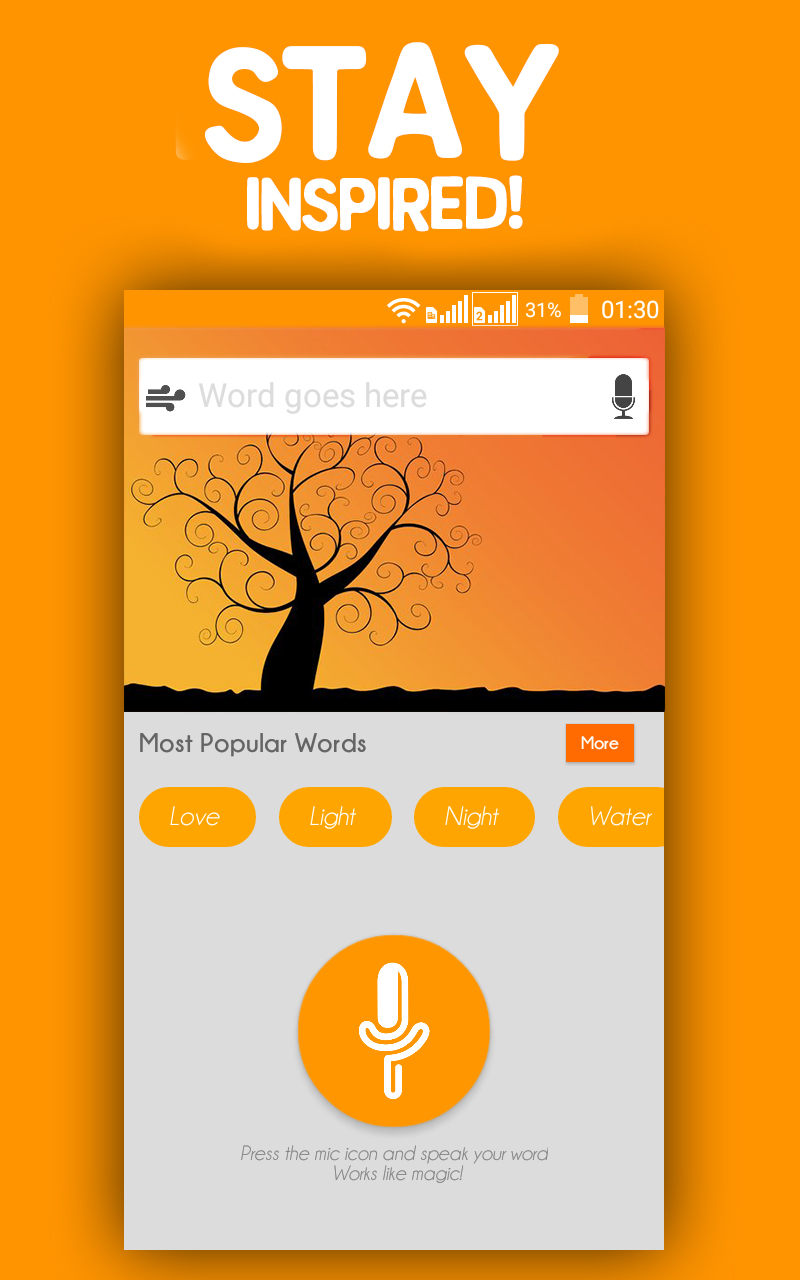 STAY
INSPIRED!
2 31% 01:30
Word goes here
Most Popular Words More
Love Light Night Water
Press the mic icon and speak your word
Works like magic!